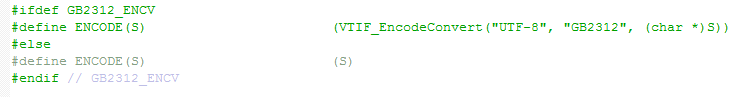 #ifdef GB2312_ENCV
#define ENCODE(S) (VTIF_EncodeConvert("UTF-8", "GB2312", (char *)S))
#else
#define ENCODE(S) (S)
#endif // GB2312_ENCV